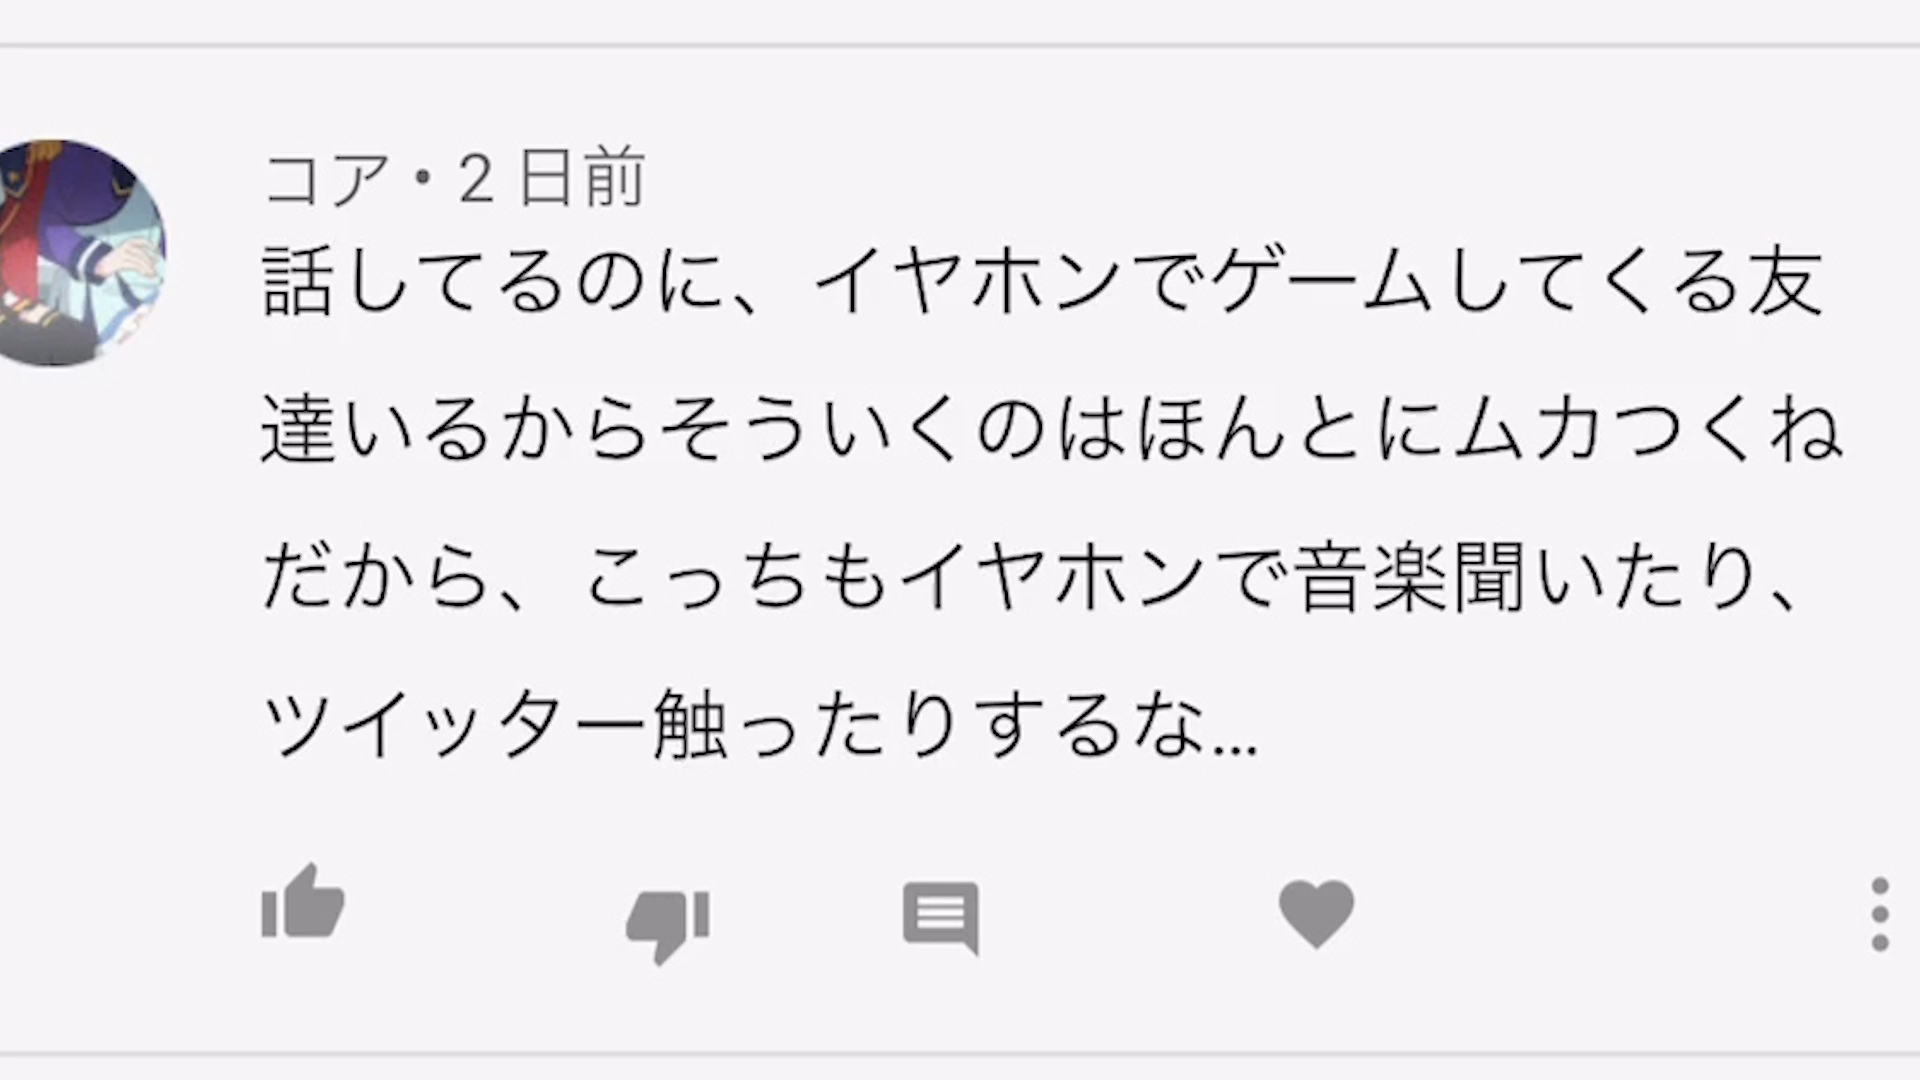 コア・2 日前
話してるのに、イヤホンでゲームしてくる友
達いるからそういくのはほんとにムカつくね
だから、こっちもイヤホンで音楽聞いたり、
ツイッター触ったりするな...